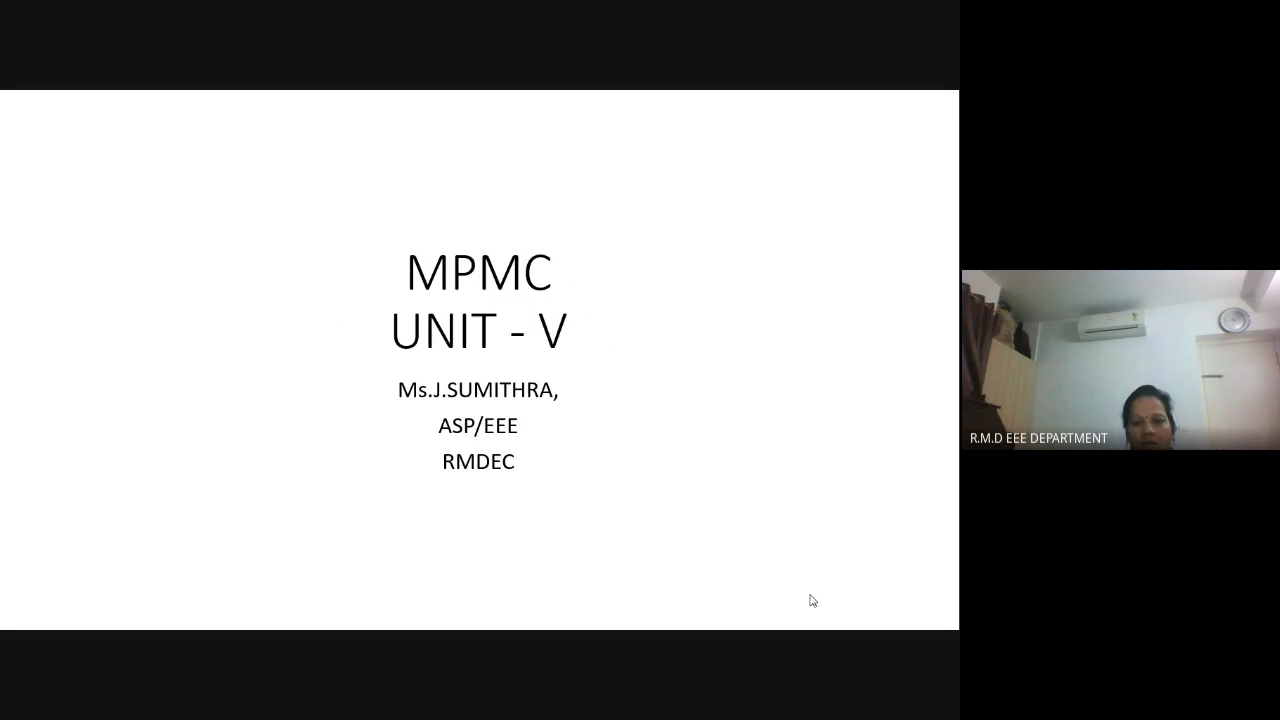 MPMC
UNIT - V
Ms.J.SUMITHRA,
ASP/EEE
RMDEC
R.M.D EEE DEPARTMENT